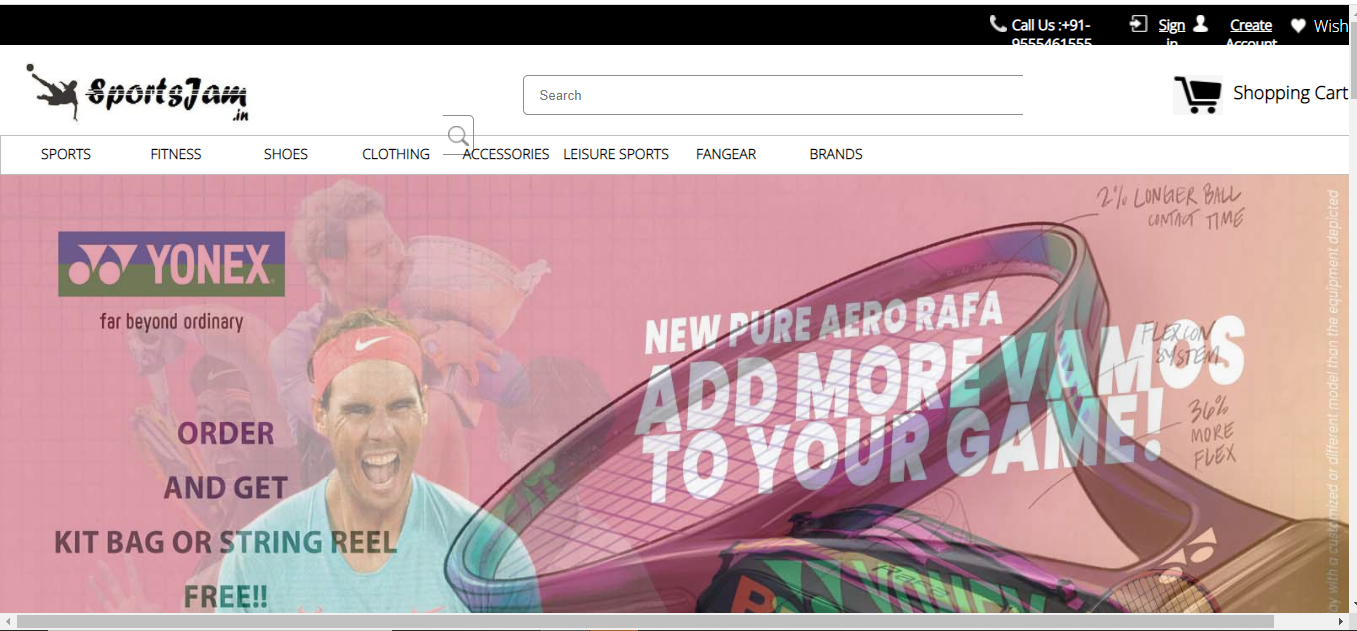 Call Us :+91-
9555461555
Sign
in
Create
Account
Wish
SportsJam
.in
Search
Shopping Cart
SPORTS FITNESS SHOES CLOTHING ACCESSORIES LEISURE SPORTS FANGEAR BRANDS
YONEX
far beyond ordinary
ORDER
AND GET
KIT BAG OR STRING REEL
FREE!!
NEW PURE AERO RAFA
ADD MORE VAMOS
TO YOUR GAME!
2% LONGER BALL
CONTACT TIME
FLEXION
SYSTEM
36%
MORE
FLEX
ay with a customized or different model than the equipment depicted